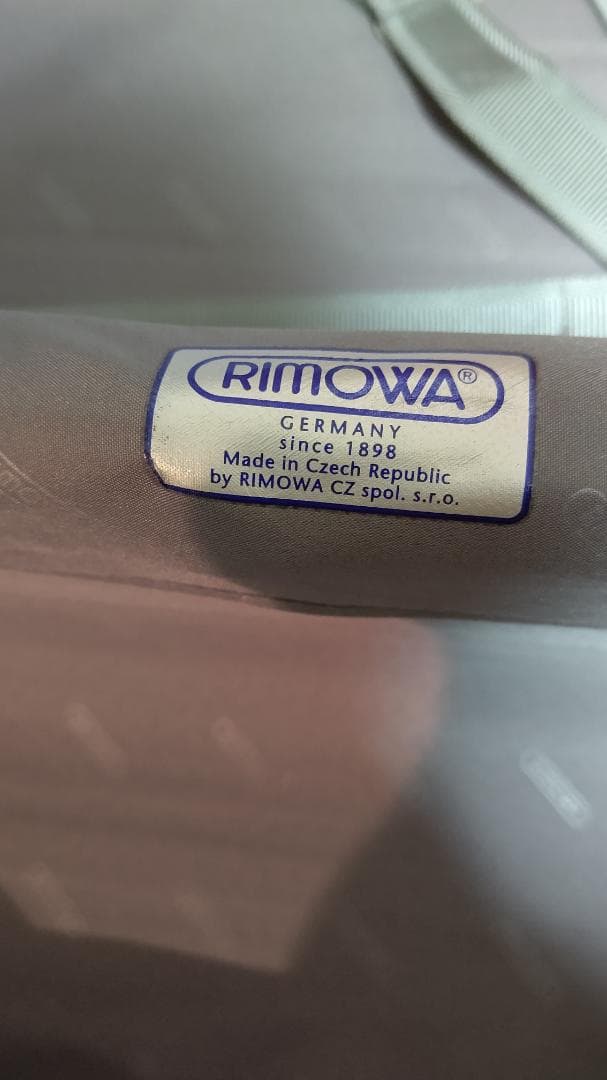 RIMOWA®
GERMANY
since 1898
Made in Czech Republic
by RIMOWA CZ spol. s.r.o.